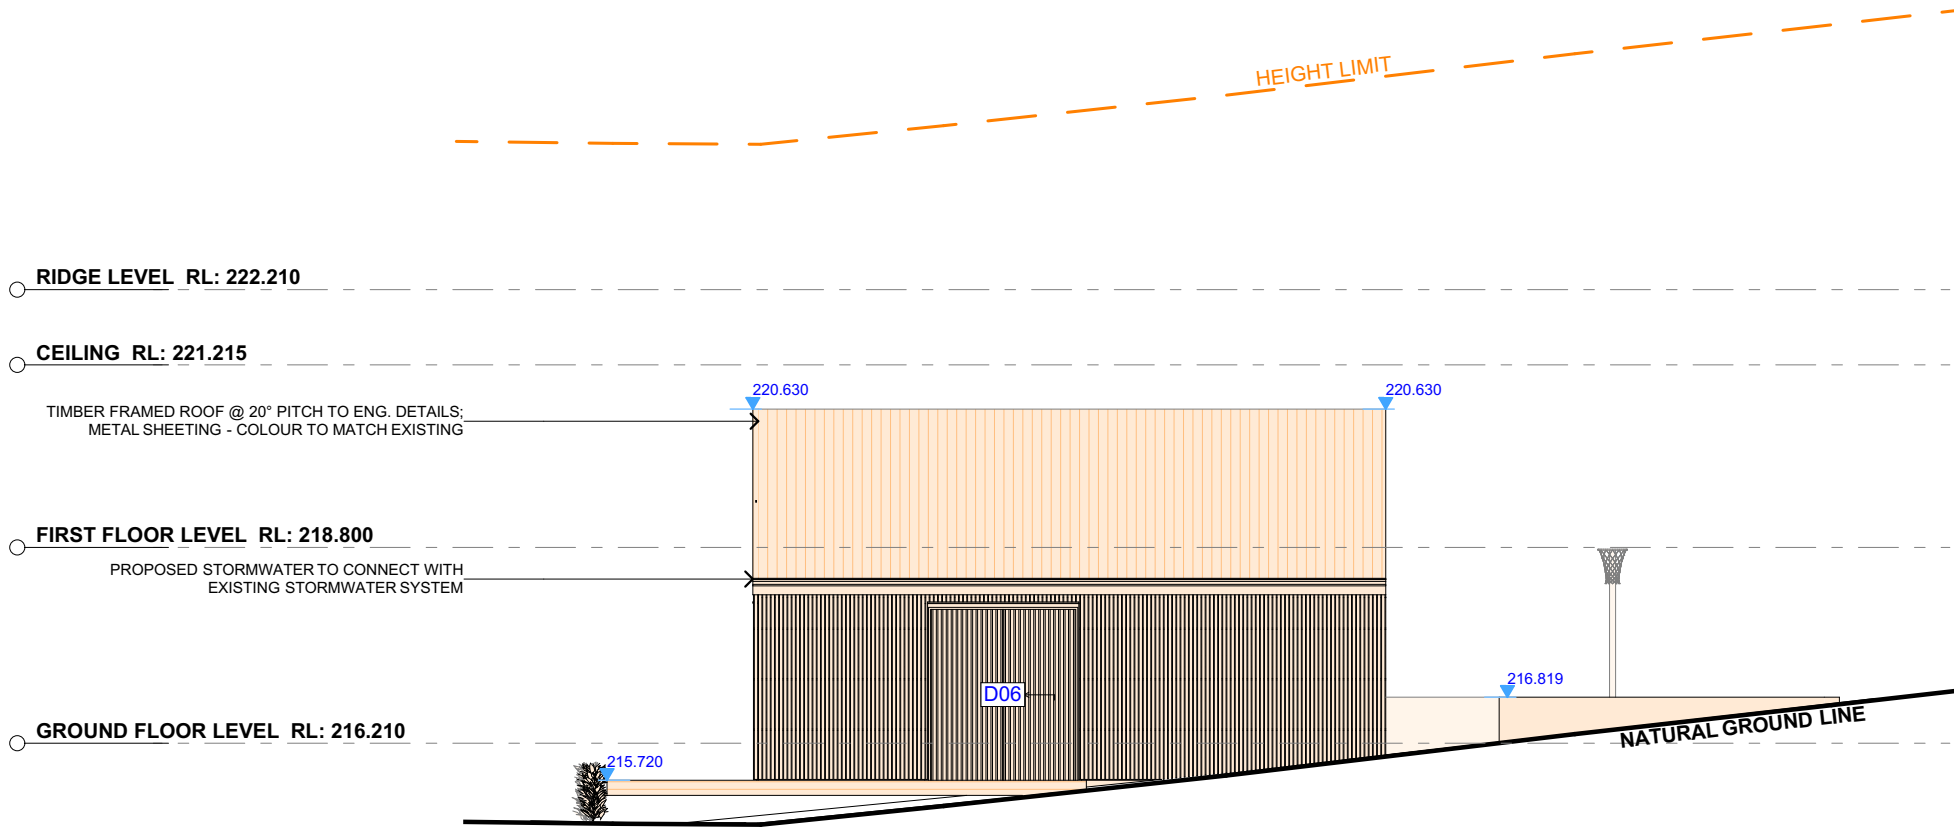 HEIGHT LIMIT
RIDGE LEVEL RL: 222.210
CEILING RL: 221.215
220.630
220.630
TIMBER FRAMED ROOF @ 20° PITCH TO ENG. DETAILS;
METAL SHEETING - COLOUR TO MATCH EXISTING
FIRST FLOOR LEVEL RL: 218.800
PROPOSED STORMWATER TO CONNECT WITH
EXISTING STORMWATER SYSTEM
D06
216.819
GROUND FLOOR LEVEL RL: 216.210
NATURAL GROUND LINE
215.720